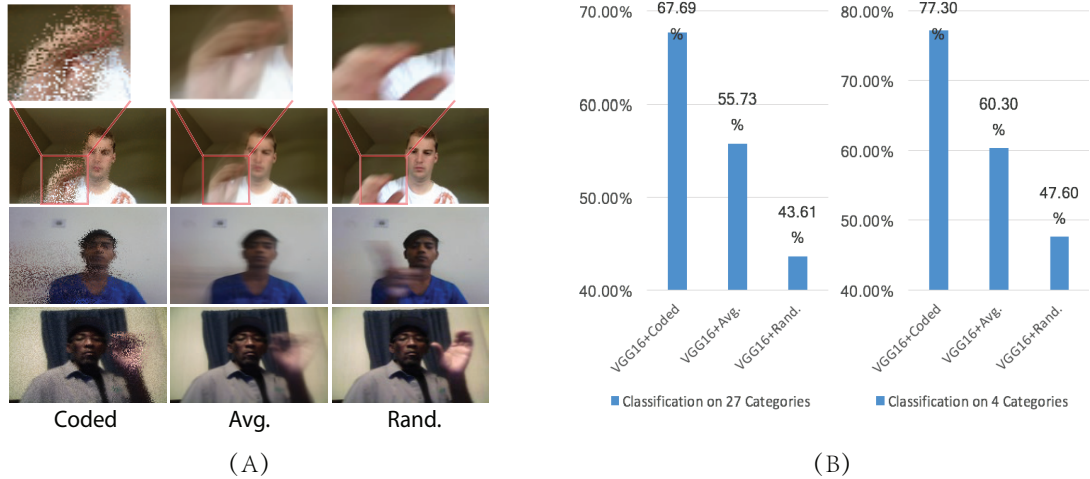 Coded
Avg.
Rand.
(A)
70.00%
60.00%
50.00%
40.00%
67.69
%
55.73
%
43.61
%
VGG16+Coded
VGG16+Avg.
VGG16+Rand.
Classification on 27 Categories
80.00%
70.00%
60.00%
50.00%
40.00%
77.30
%
60.30
%
47.60
%
VGG16+Coded
VGG16+Avg.
VGG16+Rand.
Classification on 4 Categories
(B)